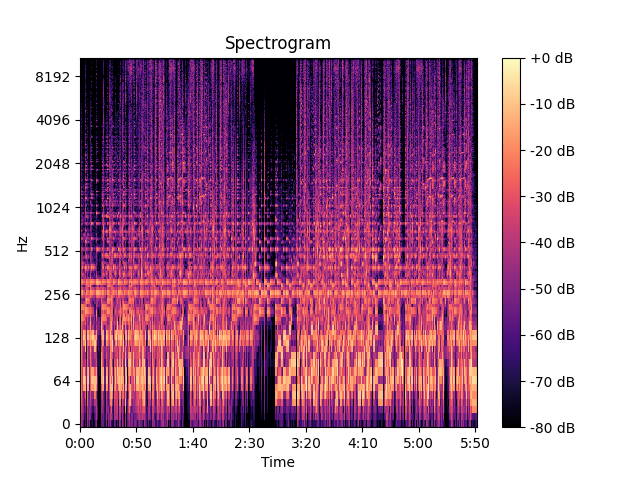 Spectrogram
Hz
8192
4096
2048
1024
512
256
128
64
0
0:00 0:50 1:40 2:30 3:20 4:10 5:00 5:50
Time
+0 dB
-10 dB
-20 dB
-30 dB
-40 dB
-50 dB
-60 dB
-70 dB
-80 dB